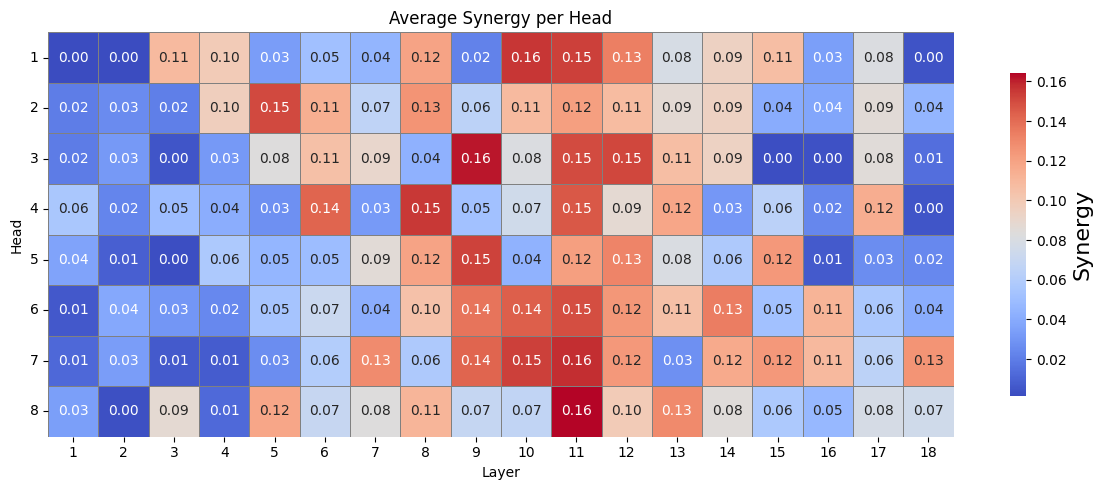 Average Synergy per Head
1 0.00 0.00 0.11 0.10 0.03 0.05 0.04 0.12 0.02 0.16 0.15 0.13 0.08 0.09 0.11 0.03 0.08 0.00
2 0.02 0.03 0.02 0.10 0.15 0.11 0.07 0.13 0.06 0.11 0.12 0.11 0.09 0.09 0.04 0.04 0.09 0.04
3 0.02 0.03 0.00 0.03 0.08 0.11 0.09 0.04 0.16 0.08 0.15 0.15 0.11 0.09 0.00 0.00 0.08 0.01
4 0.06 0.02 0.05 0.04 0.03 0.14 0.03 0.15 0.05 0.07 0.15 0.09 0.12 0.03 0.06 0.02 0.12 0.00
5 0.04 0.01 0.00 0.06 0.05 0.05 0.09 0.12 0.15 0.04 0.12 0.13 0.08 0.06 0.12 0.01 0.03 0.02
6 0.01 0.04 0.03 0.02 0.05 0.07 0.04 0.10 0.14 0.14 0.15 0.12 0.11 0.13 0.05 0.11 0.06 0.04
7 0.01 0.03 0.01 0.01 0.03 0.06 0.13 0.06 0.14 0.15 0.16 0.12 0.03 0.12 0.12 0.11 0.06 0.13
8 0.03 0.00 0.09 0.01 0.12 0.07 0.08 0.11 0.07 0.07 0.16 0.10 0.13 0.08 0.06 0.05 0.08 0.07
1 2 3 4 5 6 7 8 9 10 11 12 13 14 15 16 17 18
Layer
Head
0.16
0.14
0.12
0.10
0.08
0.06
0.04
0.02
Synergy